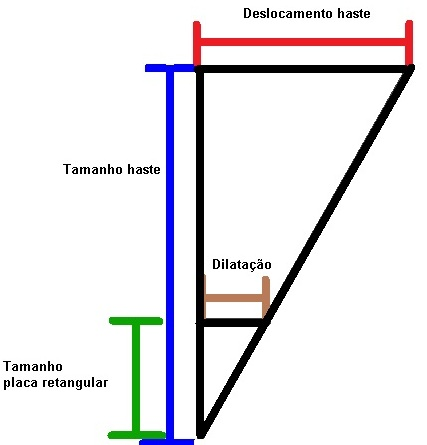 Deslocamento haste
Tamanho haste
Dilatação
Tamanho
placa retangular